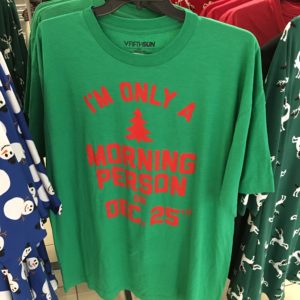 I'M ONLY A
MORNING
PERSON
ON
DEC. 25TH